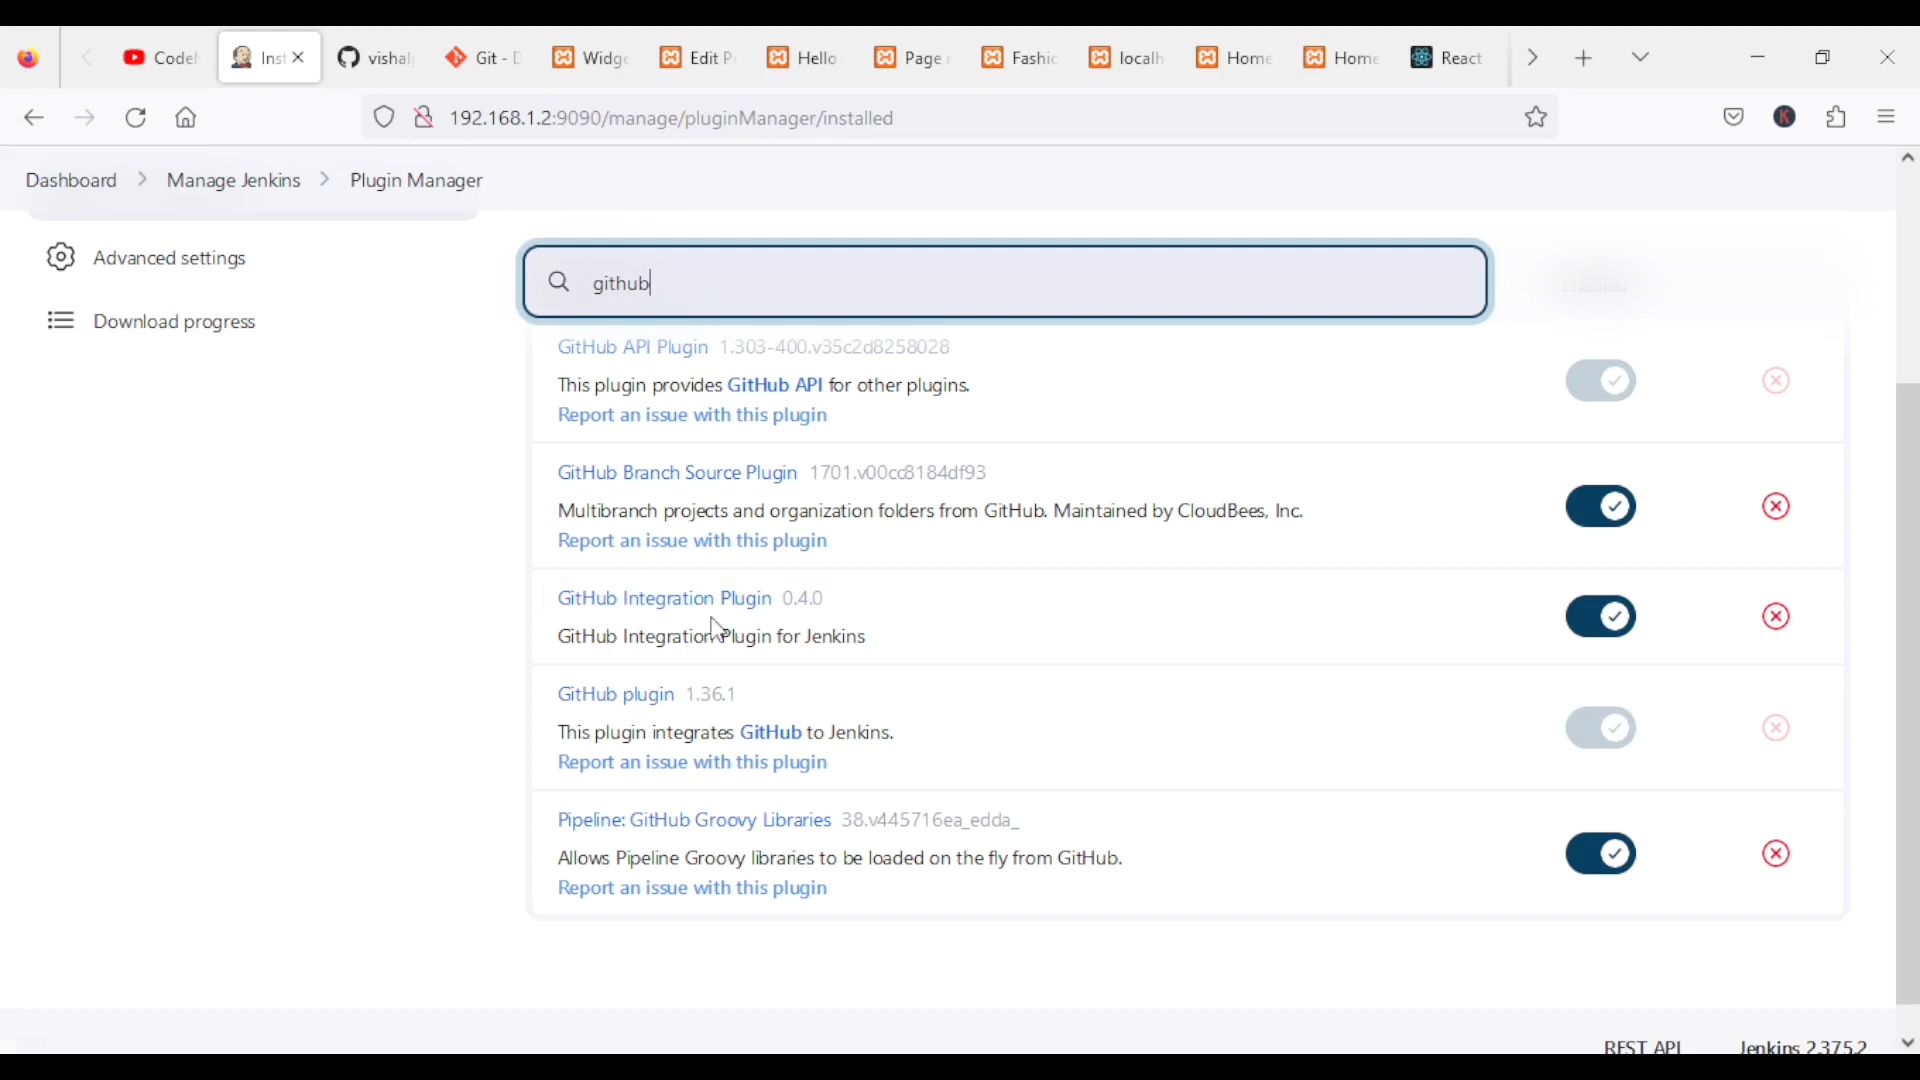 Code
Inst
vishal
Git - D
Widge
Edit P
Hello
Page
Fashio
localh
Home
Home
React
192.168.1.2:9090/manage/pluginManager/installed
K
Dashboard > Manage Jenkins > Plugin Manager
Advanced settings
Download progress
github
Enabled
GitHub API Plugin 1.303-400.v35c2d8258028
This plugin provides GitHub API for other plugins.
Report an issue with this plugin
GitHub Branch Source Plugin 1701.v00cc8184df93
Multibranch projects and organization folders from GitHub. Maintained by CloudBees, Inc.
Report an issue with this plugin
GitHub Integration Plugin 0.4.0
GitHub Integration Plugin for Jenkins
GitHub plugin 1.36.1
This plugin integrates GitHub to Jenkins.
Report an issue with this plugin
Pipeline: GitHub Groovy Libraries 38.v445716ea_edda_
Allows Pipeline Groovy libraries to be loaded on the fly from GitHub.
Report an issue with this plugin
REST API
Jenkins 2.375.2